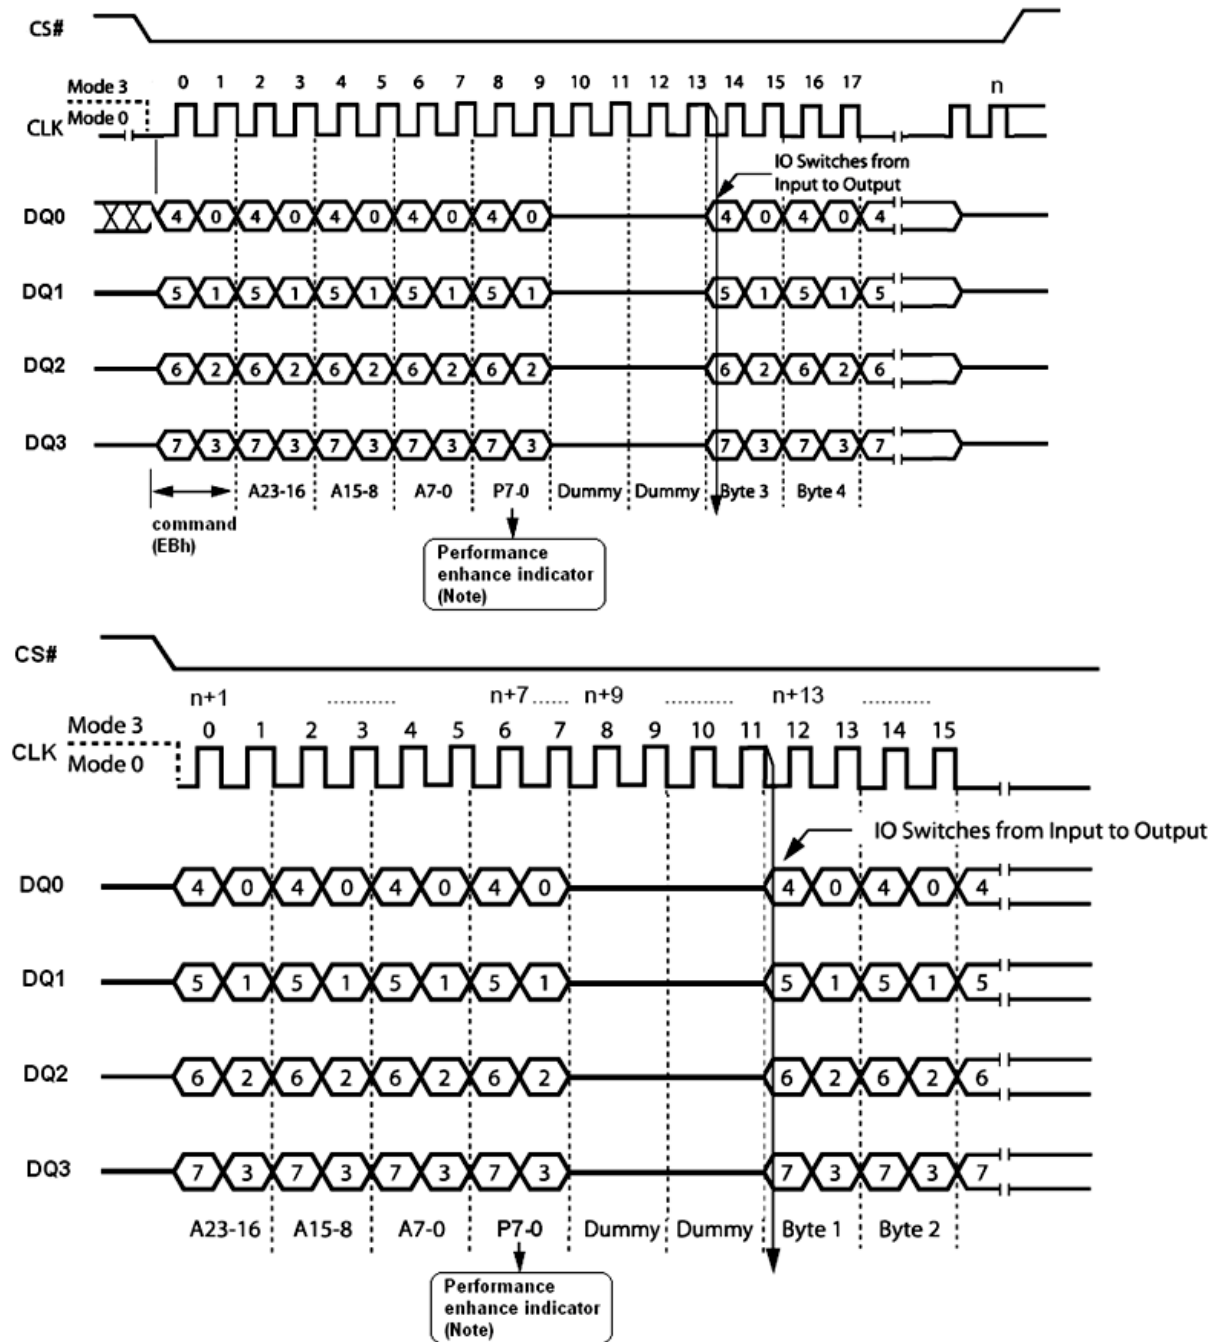 CS#
Mode 3
0 1 2 3 4 5 6 7 8 9 10 11 12 13 14 15 16 17 n
CLK Mode 0
IO Switches from
Input to Output
DQ0 4 0 4 0 4 0 4 0 4 0 4 0 4 0 4
DQ1 5 1 5 1 5 1 5 1 5 1 5 1 5 1 5
DQ2 6 2 6 2 6 2 6 2 6 2 6 2 6 2 6
DQ3 7 3 7 3 7 3 7 3 7 3 7 3 7 3 7
A23-16 A15-8 A7-0 P7-0 Dummy Dummy Byte 3 Byte 4
command
(EBh)
Performance
enhance indicator
(Note)
CS#
n+1 ............ n+7 ...... n+9 ............ n+13 ............
Mode 3 0 1 2 3 4 5 6 7 8 9 10 11 12 13 14 15
CLK Mode 0
IO Switches from Input to Output
DQ0 4 0 4 0 4 0 4 0 4 0 4 0 4
DQ1 5 1 5 1 5 1 5 1 5 1 5 1 5
DQ2 6 2 6 2 6 2 6 2 6 2 6 2 6
DQ3 7 3 7 3 7 3 7 3 7 3 7 3 7
A23-16 A15-8 A7-0 P7-0 Dummy Dummy Byte 1 Byte 2
Performance
enhance indicator
(Note)